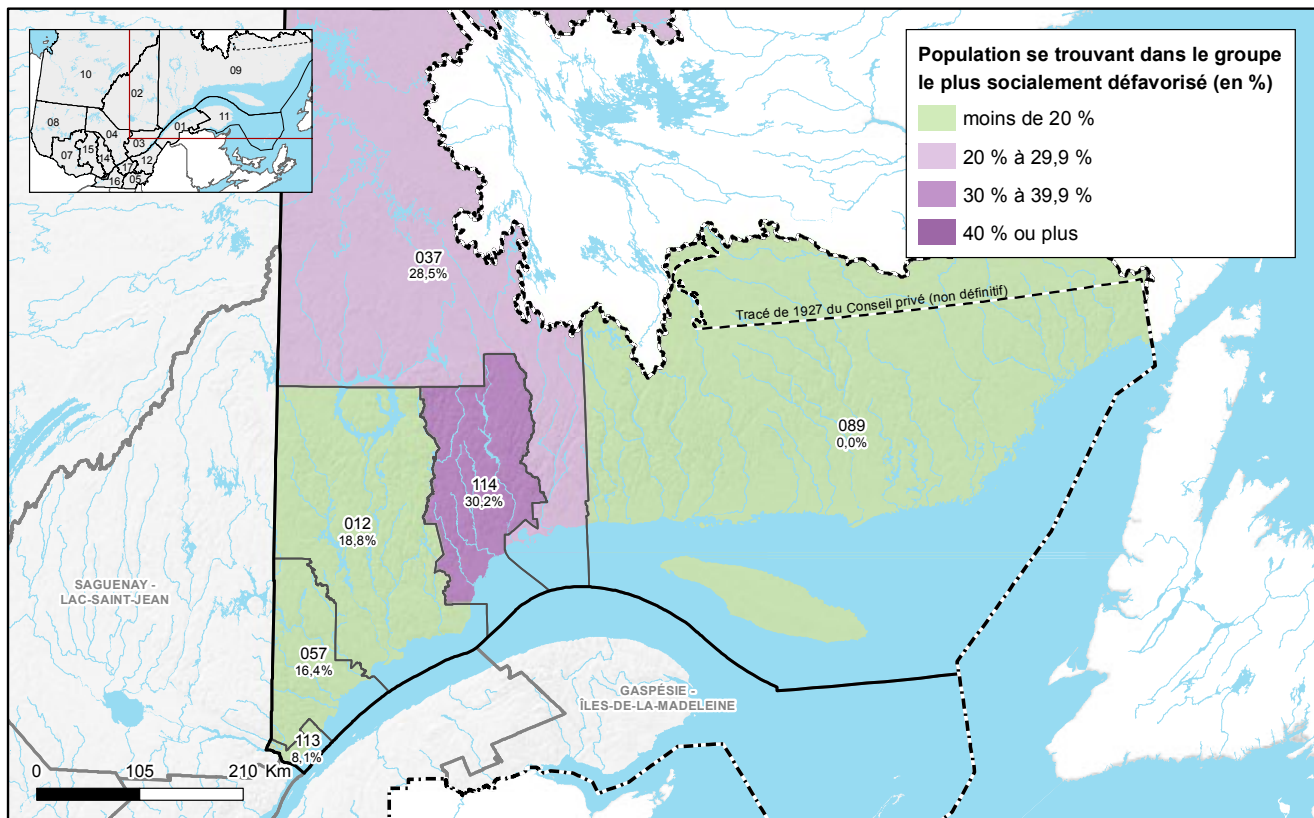 10
09
02
08
04
01
11
03
07
15
14
17
12
16
05
Population se trouvant dans le groupe
le plus socialement défavorisé (en %)
moins de 20 %
20 % à 29,9 %
30 % à 39,9 %
40 % ou plus
037
28,5%
Tracé de 1927 du Conseil privé (non définitif)
089
0,0%
114
30,2%
012
18,8%
SAGUENAY -
LAC-SAINT-JEAN
057
16,4%
GASPÉSIE -
ÎLES-DE-LA-MADELEINE
113
8,1%
0 105 210 Km